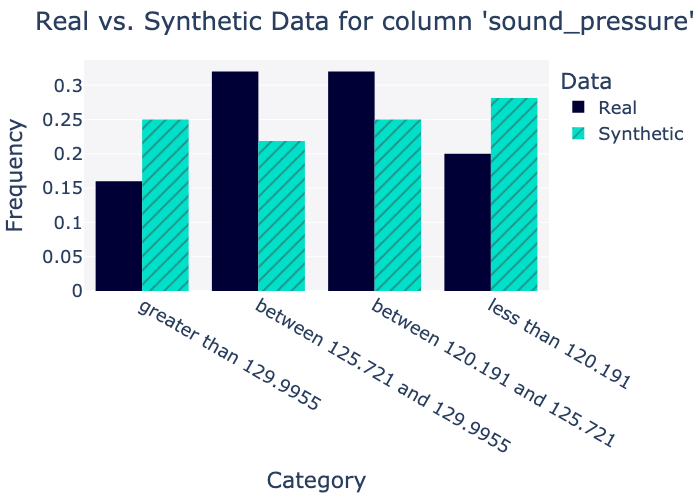 Real vs. Synthetic Data for column 'sound_pressure'
Data
Real
Synthetic
Frequency
0.3
0.25
0.2
0.15
0.1
0.05
0
greater than 129.9955
between 125.721 and 129.9955
between 120.191 and 125.721
less than 120.191
Category